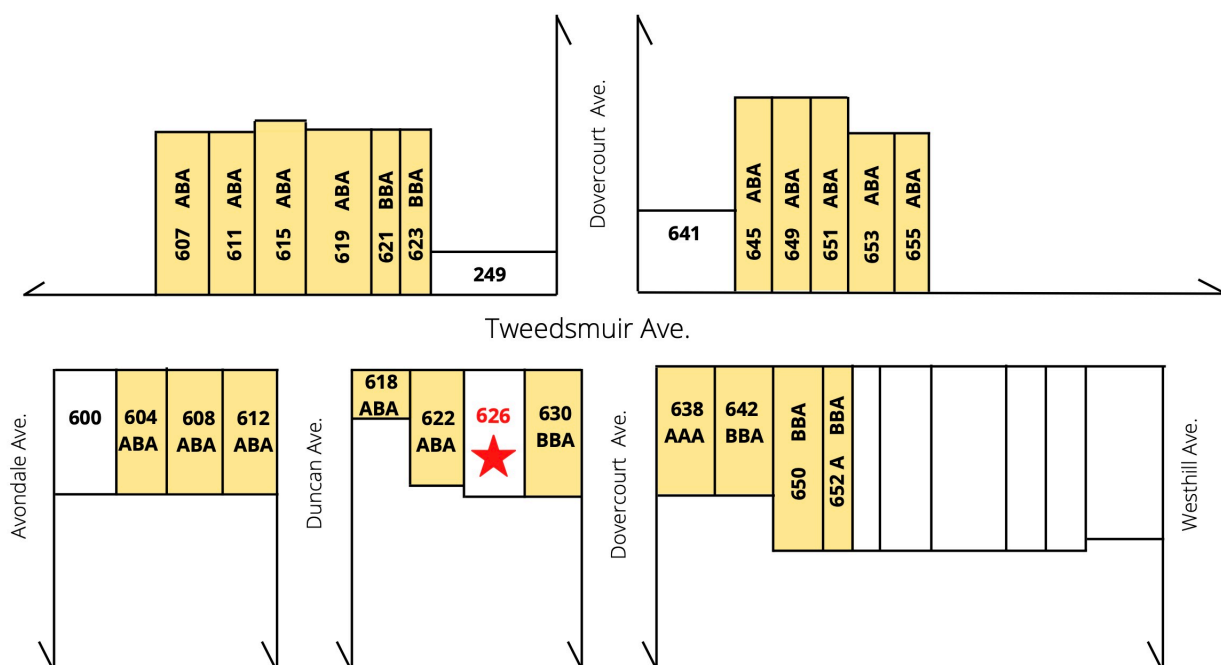 607 ABA
611 ABA
615 ABA
619 ABA
621 BBA
623 BBA
249
Dovercourt Ave.
641
645 ABA
649 ABA
651 ABA
653 ABA
655 ABA
Tweedsmuir Ave.
Avondale Ave.
600
604
ABA
608
ABA
612
ABA
Duncan Ave.
618
ABA
622
ABA
626
630
BBA
Dovercourt Ave.
638
AAA
642
BBA
650 BBA
652 A BBA
Westhill Ave.